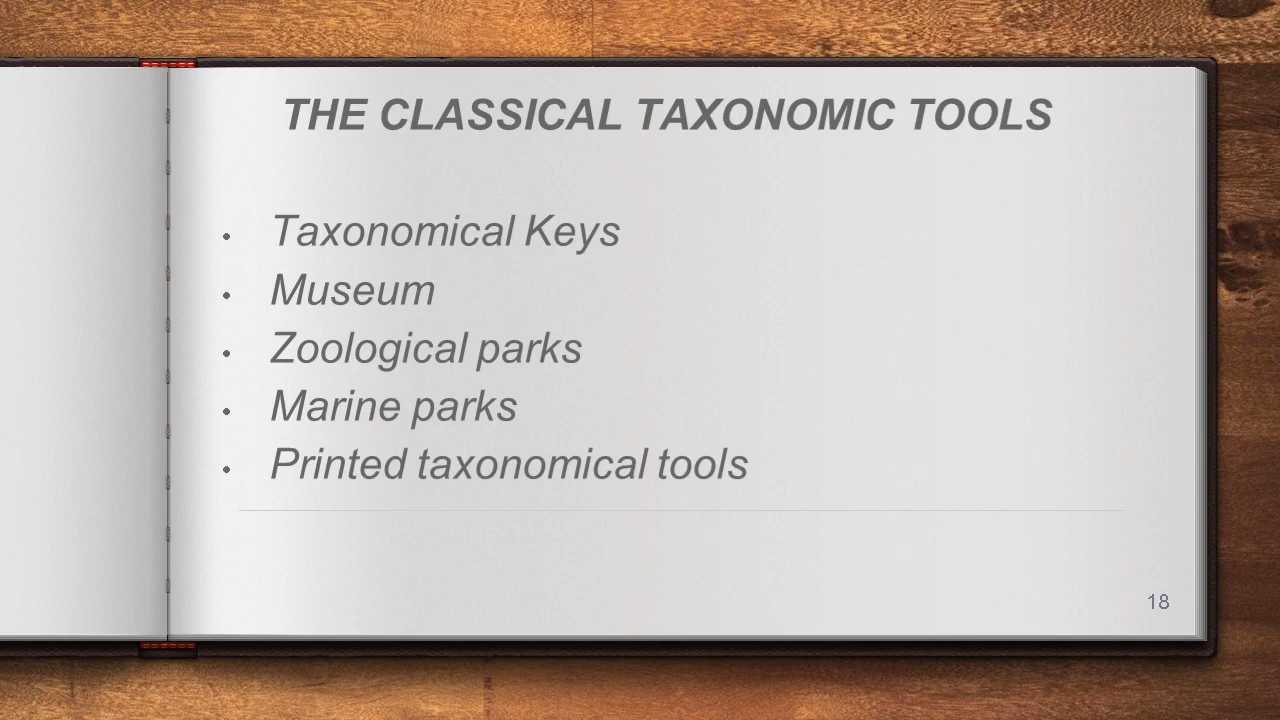 THE CLASSICAL TAXONOMIC TOOLS
• Taxonomical Keys
• Museum
• Zoological parks
• Marine parks
• Printed taxonomical tools
18